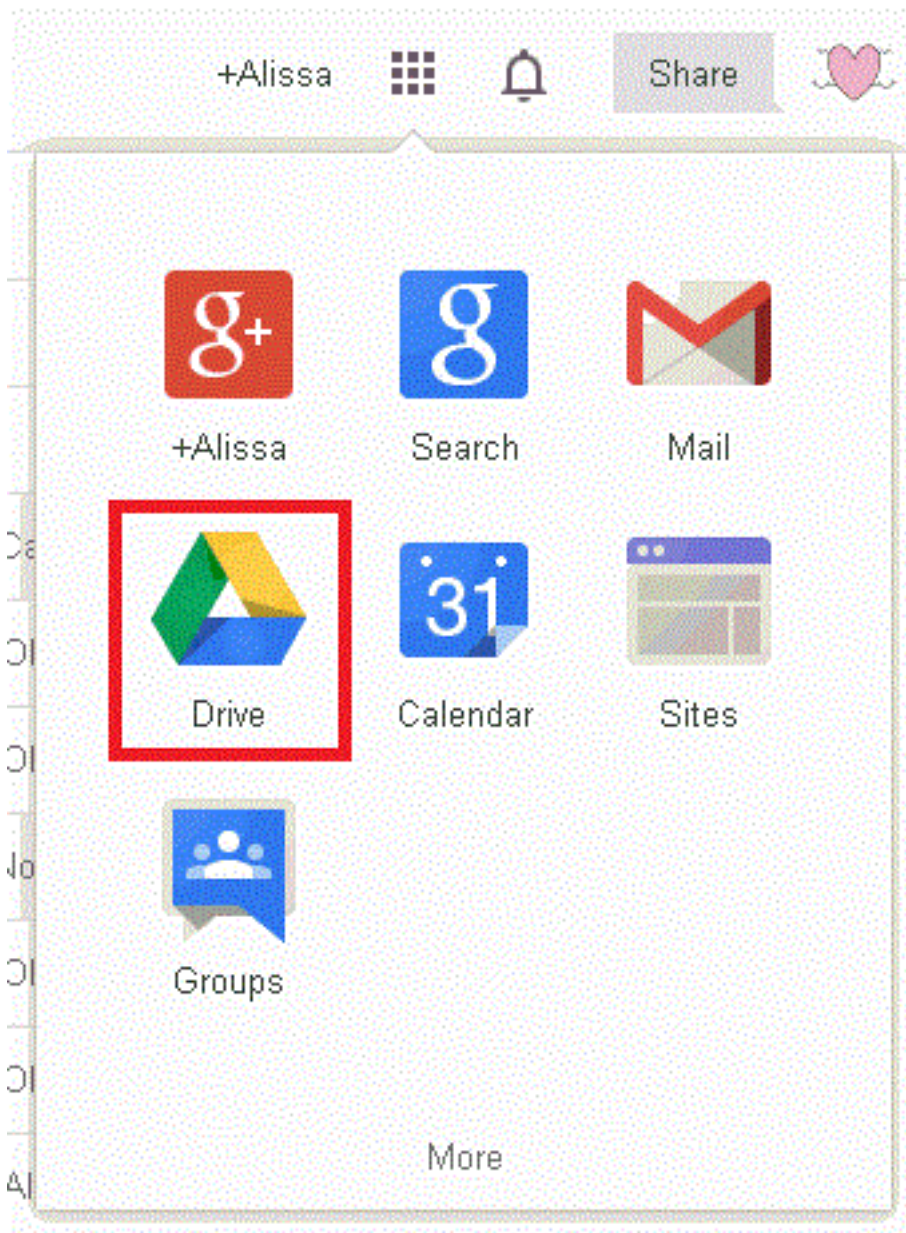 +Alissa Share
g+ g
+Alissa Search Mail
31
Drive Calendar Sites
Groups
More